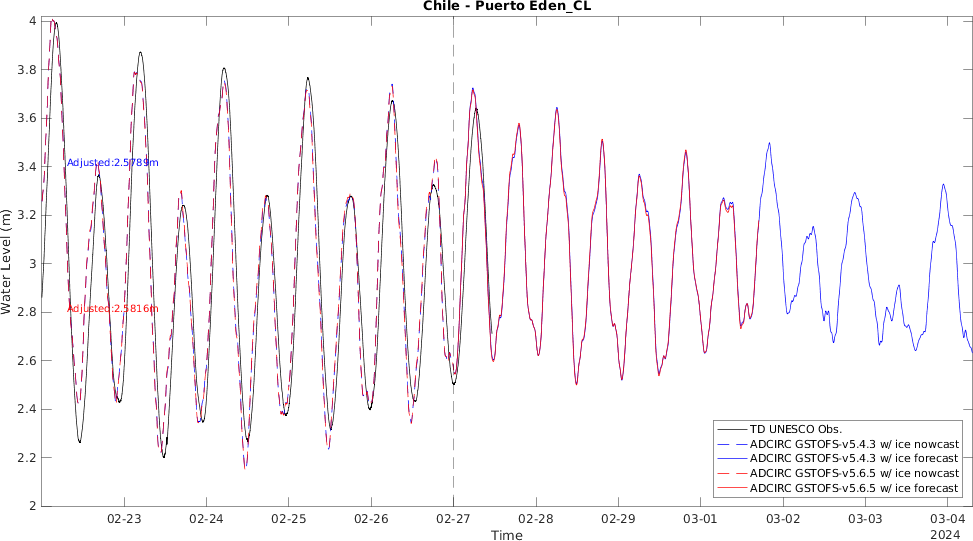 Chile - Puerto Eden_CL
4
3.8
3.6
3.4
3.2
3
2.8
2.6
2.4
2.2
2
Water Level (m)
Adjusted:2.5789m
Adjusted:2.5816m
TD UNESCO Obs.
ADCIRC GSTOFS-v5.4.3 w/ ice nowcast
ADCIRC GSTOFS-v5.4.3 w/ ice forecast
ADCIRC GSTOFS-v5.6.5 w/ ice nowcast
ADCIRC GSTOFS-v5.6.5 w/ ice forecast
02-23 02-24 02-25 02-26 02-27 02-28 02-29 03-01 03-02 03-03 03-04
Time
2024